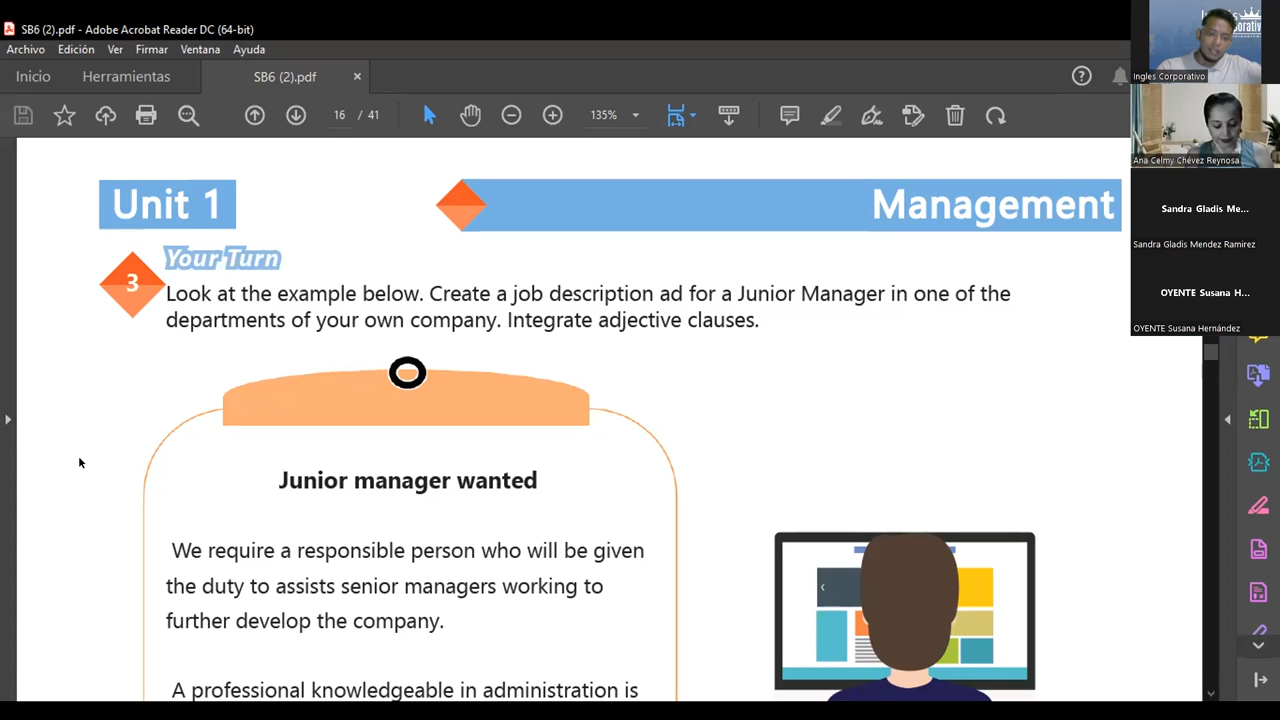 SB6 (2).pdf - Adobe Acrobat Reader DC (64-bit)
Archivo Edición Ver Firmar Ventana Ayuda
Inicio Herramientas SB6 (2).pdf ×
16 / 41 135%
Unit 1 Management
Your Turn
3
Look at the example below. Create a job description ad for a Junior Manager in one of the
departments of your own company. Integrate adjective clauses.
Junior manager wanted
We require a responsible person who will be given
the duty to assists senior managers working to
further develop the company.
A professional knowledgeable in administration is
Ingles Corporativo
Ana Celmy Chévez Reynosa
Sandra Gladis Me...
Sandra Gladis Mendez Ramirez
OYENTE Susana H...
OYENTE Susana Hernández